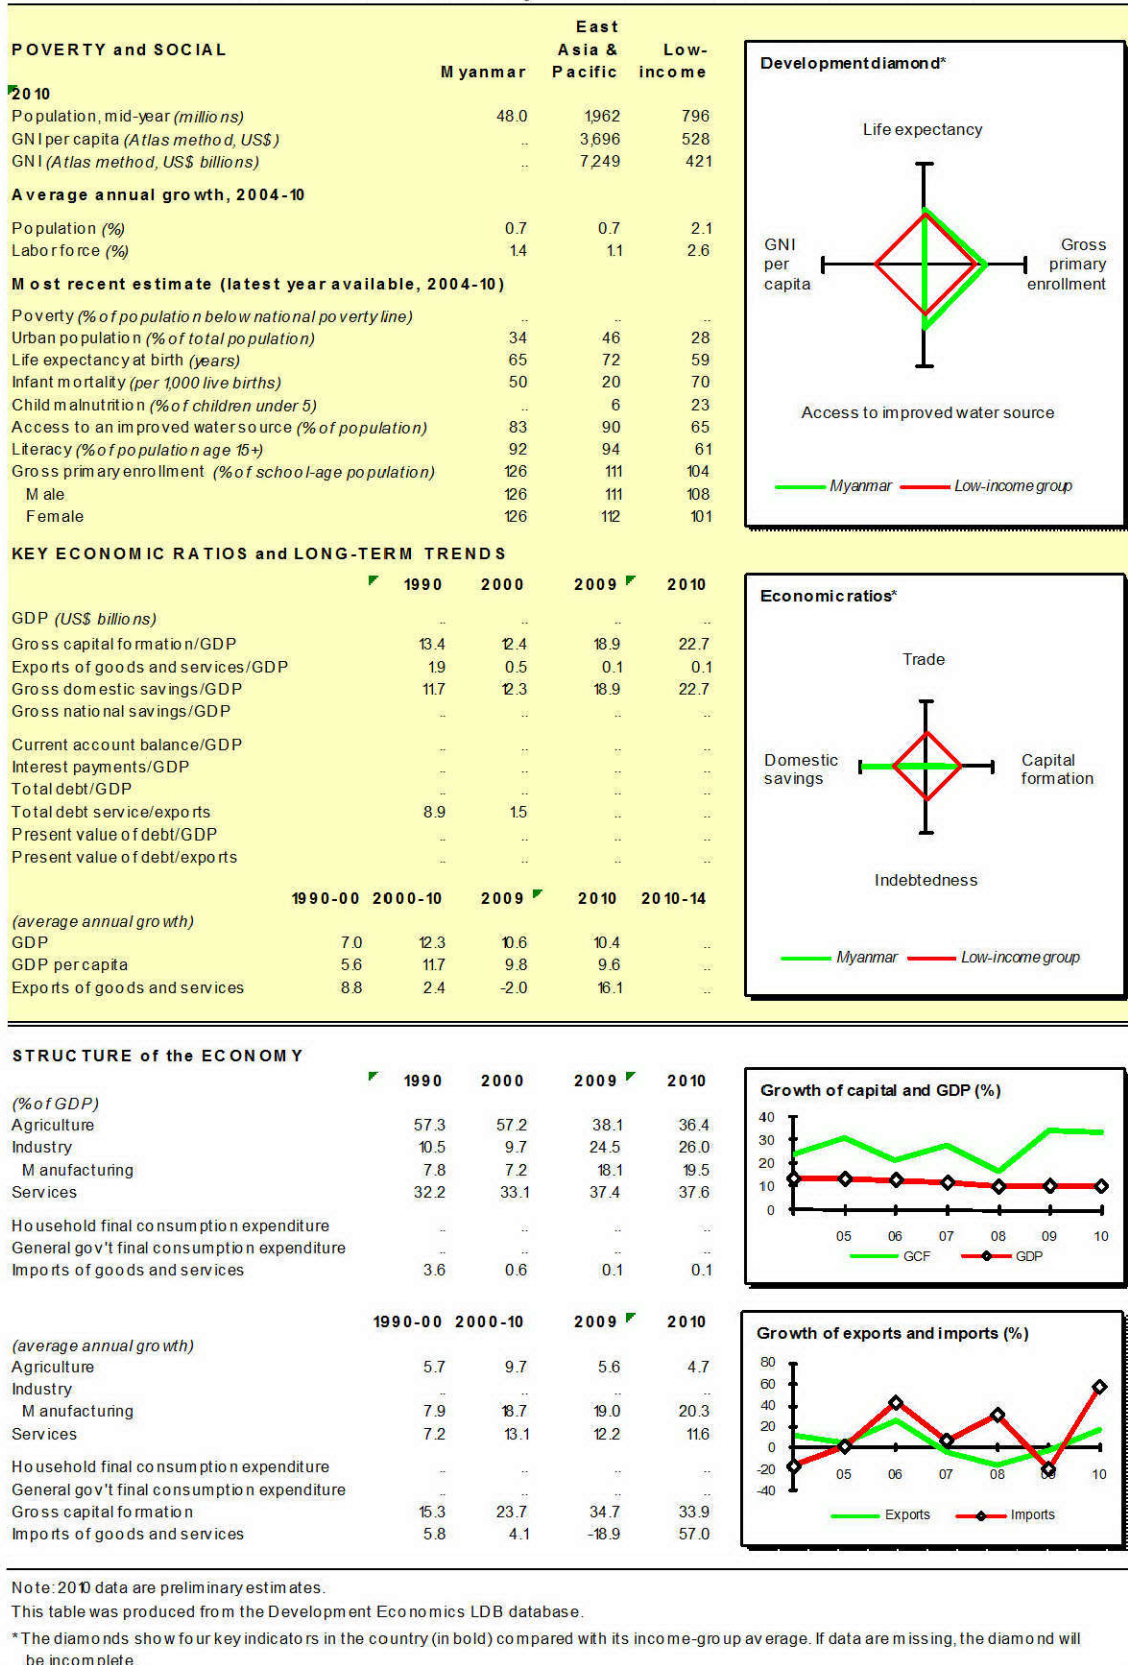 POVERTY and SOCIAL Myanmar East Asia & Pacific Low-income
2010
Population, mid-year (millions) 48.0 1,962 796
GNI per capita (Atlas method, US$) .. 3,696 528
GNI (Atlas method, US$ billions) .. 7,249 421
Average annual growth, 2004-10
Population (%) 0.7 0.7 2.1
Labor force (%) 1.4 1.1 2.6
Most recent estimate (latest year available, 2004-10)
Poverty (% of population below national poverty line) .. .. ..
Urban population (% of total population) 34 46 28
Life expectancy at birth (years) 65 72 59
Infant mortality (per 1,000 live births) 50 20 70
Child malnutrition (% of children under 5) .. 6 23
Access to an improved water source (% of population) 83 90 65
Literacy (% of population age 15+) 92 94 61
Gross primary enrollment (% of school-age population) 126 111 104
Male 126 111 108
Female 126 112 101
Development diamond*
Life expectancy
GNI per capita
Gross primary enrollment
Access to improved water source
Myanmar Low-income group
KEY ECONOMIC RATIOS and LONG-TERM TRENDS
1990 2000 2009 2010
GDP (US$ billions) .. .. .. ..
Gross capital formation/GDP 13.4 12.4 18.9 22.7
Exports of goods and services/GDP 1.9 0.5 0.1 0.1
Gross domestic savings/GDP 11.7 12.3 18.9 22.7
Gross national savings/GDP .. .. .. ..
Current account balance/GDP .. .. .. ..
Interest payments/GDP .. .. .. ..
Total debt/GDP .. .. .. ..
Total debt service/exports 8.9 1.5 .. ..
Present value of debt/GDP .. .. .. ..
Present value of debt/exports .. .. .. ..
1990-00 2000-10 2009 2010 2010-14
(average annual growth)
GDP 7.0 12.3 10.6 10.4 ..
GDP per capita 5.6 11.7 9.8 9.6 ..
Exports of goods and services 8.8 2.4 -2.0 16.1 ..
Economic ratios*
Trade
Domestic savings
Capital formation
Indebtedness
Myanmar Low-income group
STRUCTURE of the ECONOMY
1990 2000 2009 2010
(% of GDP)
Agriculture 57.3 57.2 38.1 36.4
Industry 10.5 9.7 24.5 26.0
Manufacturing 7.8 7.2 18.1 19.5
Services 32.2 33.1 37.4 37.6
Household final consumption expenditure .. .. .. ..
General gov't final consumption expenditure .. .. .. ..
Imports of goods and services 3.6 0.6 0.1 0.1
Growth of capital and GDP (%)
40
30
20
10
0
05 06 07 08 09 10
GCF GDP
1990-00 2000-10 2009 2010
(average annual growth)
Agriculture 5.7 9.7 5.6 4.7
Industry .. .. .. ..
Manufacturing 7.9 18.7 19.0 20.3
Services 7.2 13.1 12.2 11.6
Household final consumption expenditure .. .. .. ..
General gov't final consumption expenditure .. .. .. ..
Gross capital formation 15.3 23.7 34.7 33.9
Imports of goods and services 5.8 4.1 -18.9 57.0
Growth of exports and imports (%)
80
60
40
20
0
-20
-40
05 06 07 08 09 10
Exports Imports
Note: 2010 data are preliminary estimates.
This table was produced from the Development Economics LDB database.
* The diamonds show four key indicators in the country (in bold) compared with its income-group average. If data are missing, the diamond will
be incomplete.